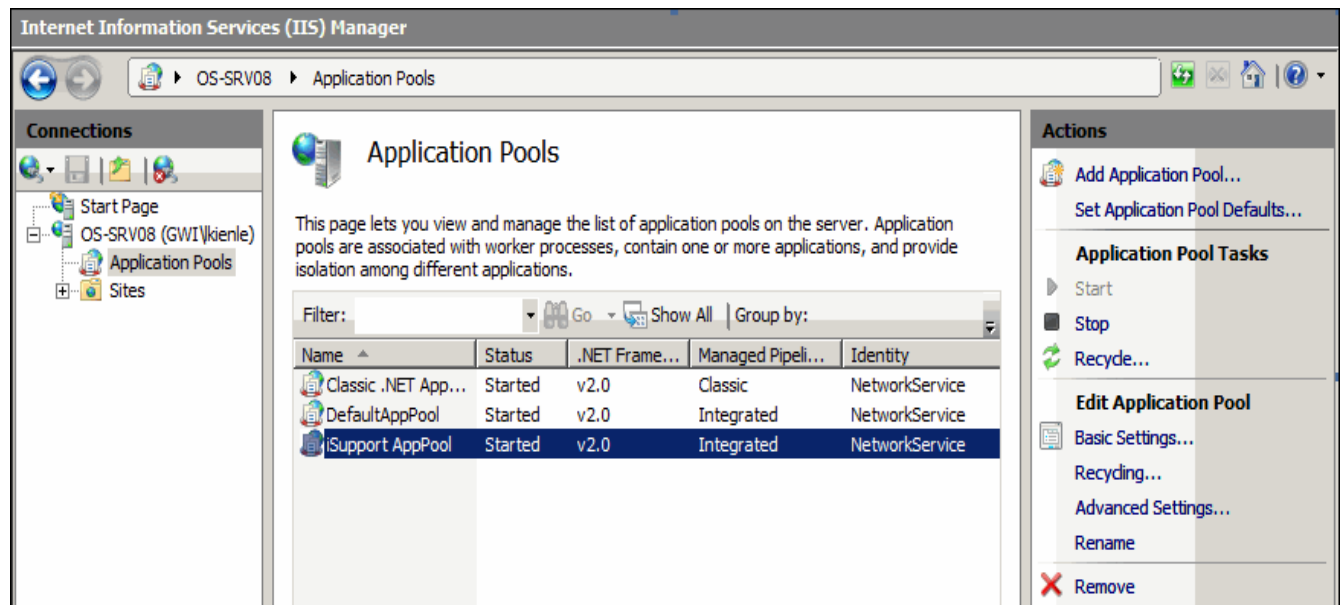 Internet Information Services (IIS) Manager
OS-SRV08 Application Pools
Connections
Start Page
OS-SRV08 (GWI\jkienle)
Application Pools
Sites
Application Pools
This page lets you view and manage the list of application pools on the server. Application
pools are associated with worker processes, contain one or more applications, and provide
isolation among different applications.
Filter: Go Show All Group by:
Name Status .NET Frame... Managed Pipeli... Identity
Classic .NET App... Started v2.0 Classic NetworkService
DefaultAppPool Started v2.0 Integrated NetworkService
iSupport AppPool Started v2.0 Integrated NetworkService
Actions
Add Application Pool...
Set Application Pool Defaults...
Application Pool Tasks
Start
Stop
Recycle...
Edit Application Pool
Basic Settings...
Recycling...
Advanced Settings...
Rename
Remove